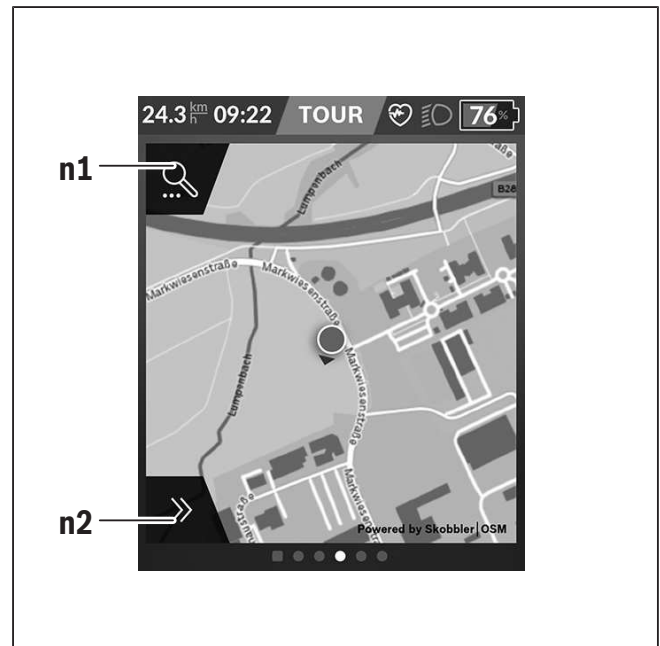 24.3 km/h 09:22 TOUR 76%
n1
B28
Lumpenbach
Markwiesenstraße
Markwiesenstraße
Lumpenbach
Markwiesenstraße
Markwiesenstraße
n2
Powered by Skobbler|OSM